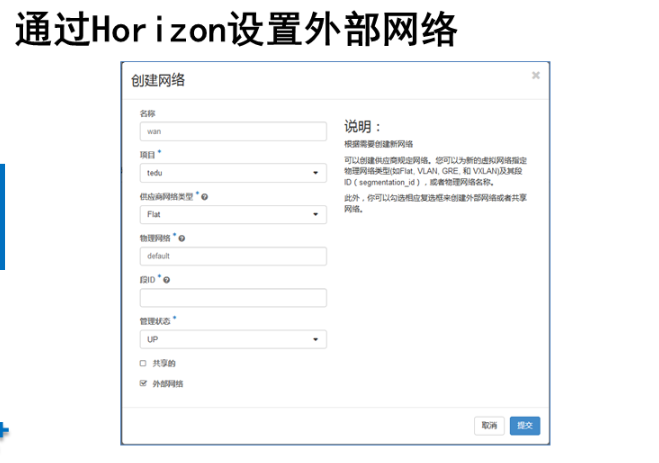 通过Horizon设置外部网络
创建网络
名称
wan
项目 *
tedu
供应商网络类型 *
Flat
物理网络 *
default
段ID *
管理状态 *
UP
共享的
外部网络
说明：
根据需要创建新网络
可以创建供应商规定网络。您可以为新的虚拟网络指定
物理网络类型(如Flat, VLAN, GRE, 和 VXLAN)及其段
ID（segmentation_id），或者物理网络名称。
此外，你可以勾选相应复选框来创建外部网络或者共享
网络。
取消
提交